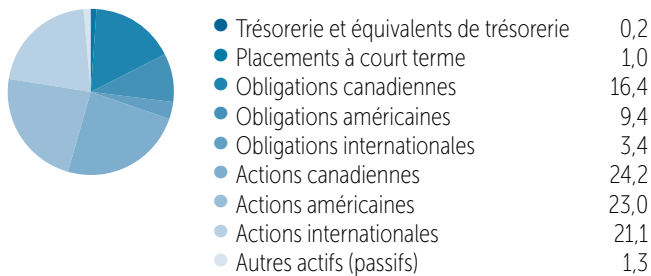 Trésorerie et équivalents de trésorerie 0,2
Placements à court terme 1,0
Obligations canadiennes 16,4
Obligations américaines 9,4
Obligations internationales 3,4
Actions canadiennes 24,2
Actions américaines 23,0
Actions internationales 21,1
Autres actifs (passifs) 1,3